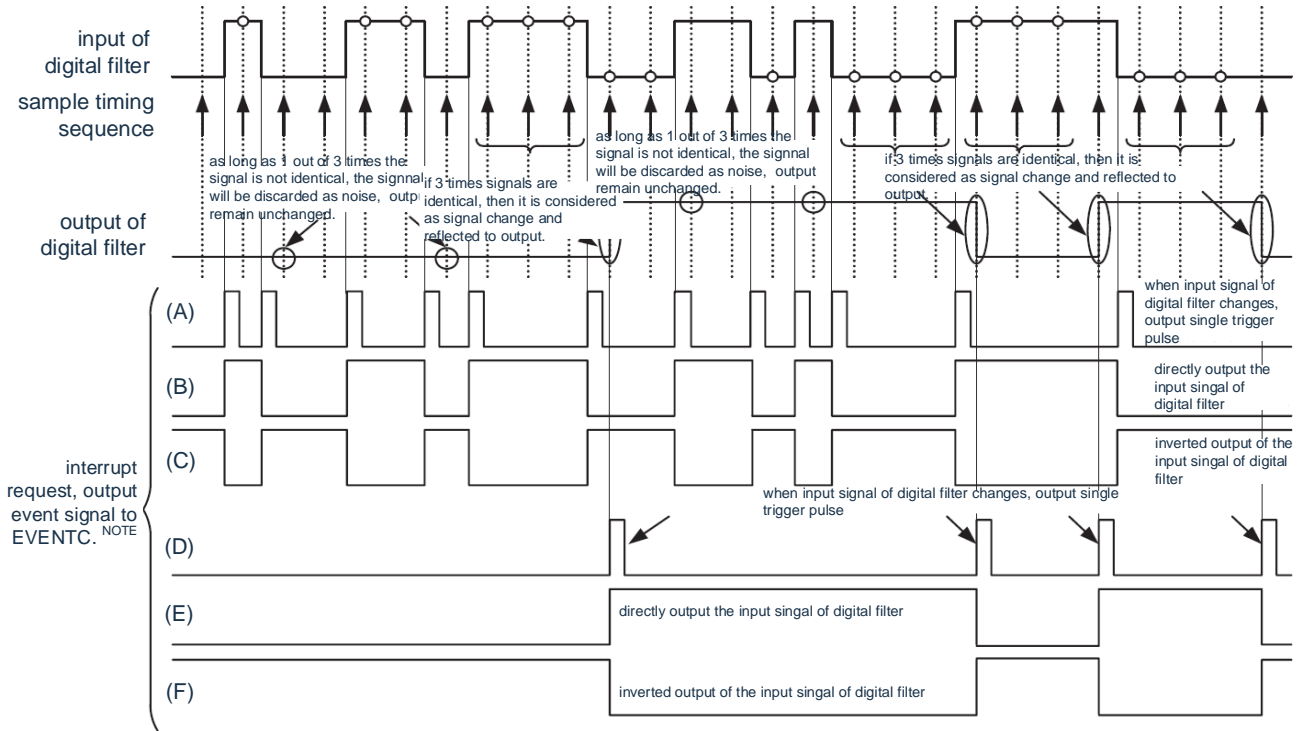 input of
digital filter
sample timing
sequence
as long as 1 out of 3 times the
signal is not identical, the signnal
will be discarded as noise, outp
remain unchanged.
if 3 times signals are
identical, then it is considered
as signal change and
reflected to output.
as long as 1 out of 3 times the
signal is not identical, the signnal
will be discarded as noise, output
remain unchanged.
if 3 times signals are identical, then it is
considered as signal change and reflected to
output.
output of
digital filter
(A)
when input signal of
digital filter changes,
output single trigger
pulse
(B)
directly output the
input singal of
digital filter
(C)
inverted output of the
input singal of digital
filter
interrupt
request, output
event signal to
EVENTC. NOTE
when input signal of digital filter changes, output single
trigger pulse
(D)
(E)
directly output the input singal of digital filter
(F)
inverted output of the input singal of digital filter